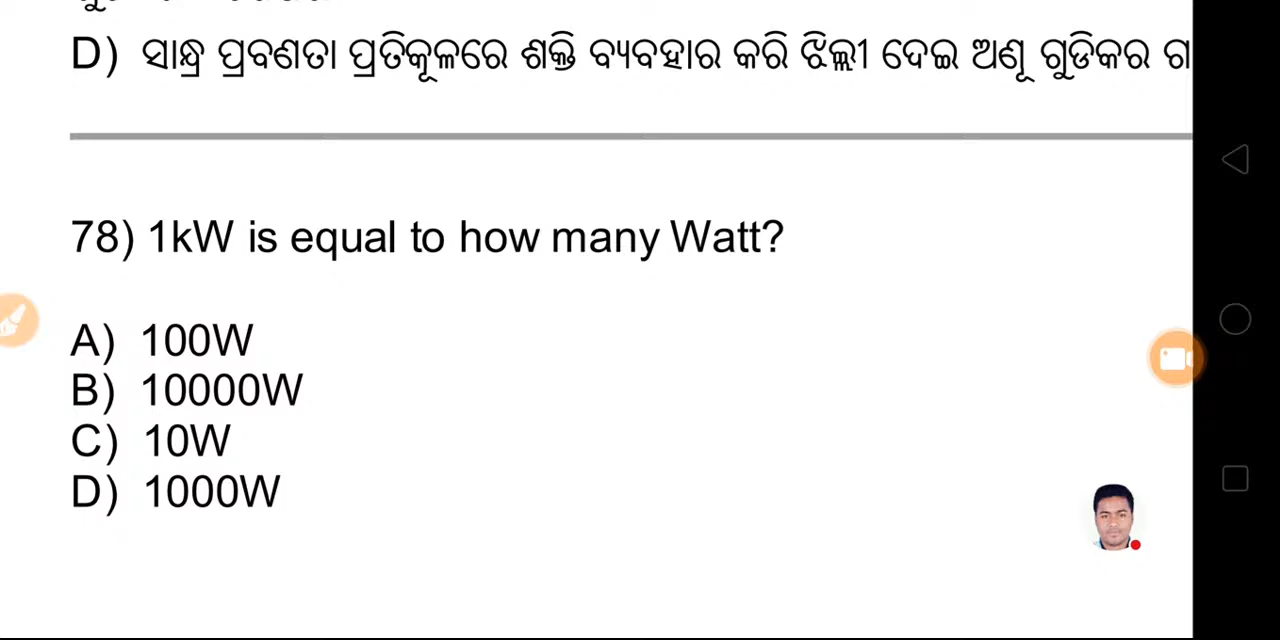 D) ସାନ୍ଦ୍ର ପ୍ରବଣତା ପ୍ରତିକୂଳରେ ଶକ୍ତି ବ୍ୟବହାର କରି ଝିଲ୍ଲୀ ଦେଇ ଅଣୂ ଗୁଡିକର ଗ
78) 1kW is equal to how many Watt?
A) 100W
B) 10000W
C) 10W
D) 1000W